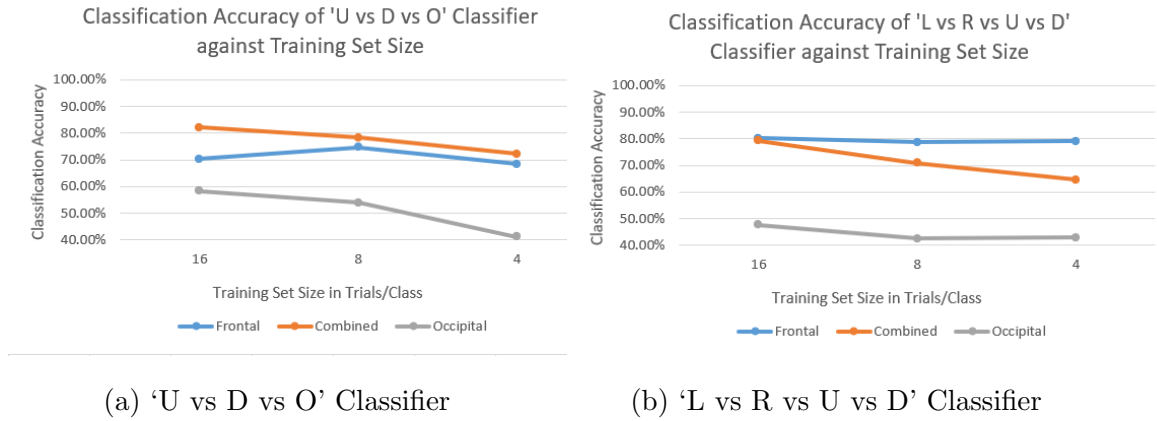 Classification Accuracy of 'U vs D vs O' Classifier
against Training Set Size
Classification Accuracy
100.00%
90.00%
80.00%
70.00%
60.00%
50.00%
40.00%
16
8
4
Training Set Size in Trials/Class
Frontal
Combined
Occipital
(a) ‘U vs D vs O’ Classifier
Classification Accuracy of 'L vs R vs U vs D'
Classifier against Training Set Size
Classification Accuracy
100.00%
90.00%
80.00%
70.00%
60.00%
50.00%
40.00%
16
8
4
Training Set Size in Trials/Class
Frontal
Combined
Occipital
(b) ‘L vs R vs U vs D’ Classifier